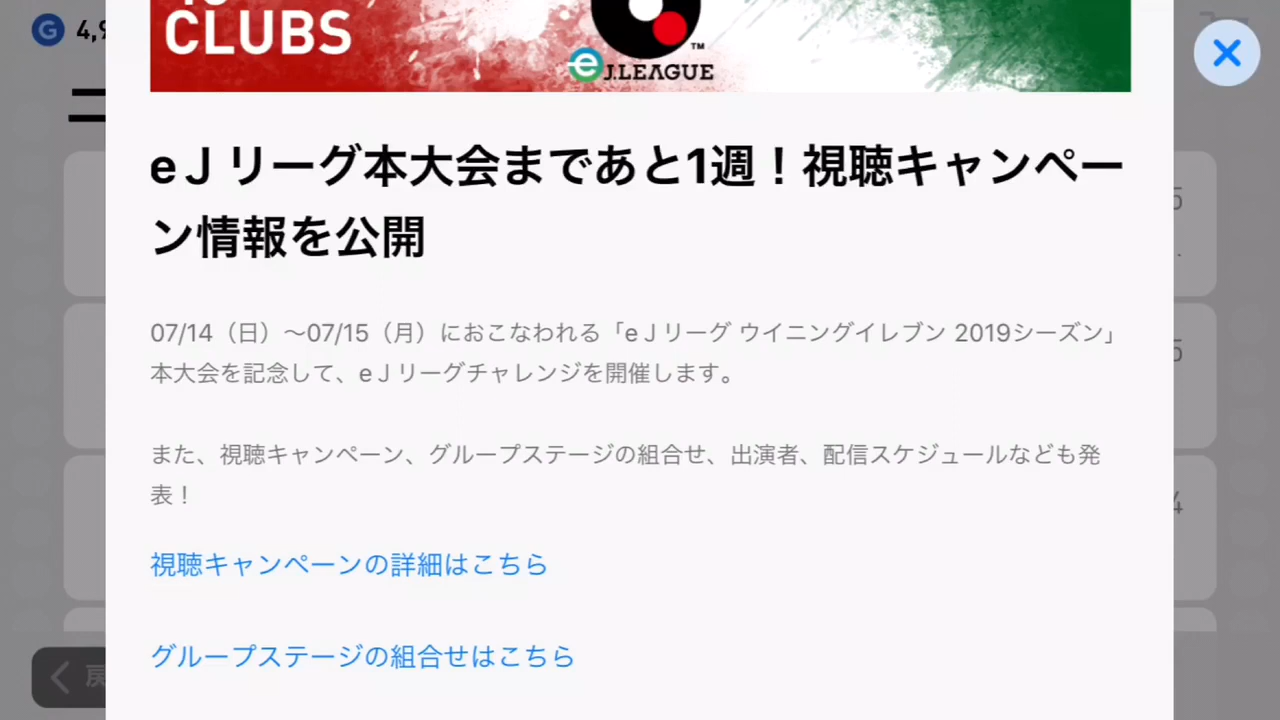 4,9
CLUBS
e J.LEAGUE
TM
eＪリーグ本大会まであと1週！視聴キャンペー
ン情報を公開
07/14（日）～07/15（月）におこなわれる「eＪリーグ ウイニングイレブン 2019シーズン」
本大会を記念して、eＪリーグチャレンジを開催します。
また、視聴キャンペーン、グループステージの組合せ、出演者、配信スケジュールなども発
表！
視聴キャンペーンの詳細はこちら
グループステージの組合せはこちら
5
5
4
戻